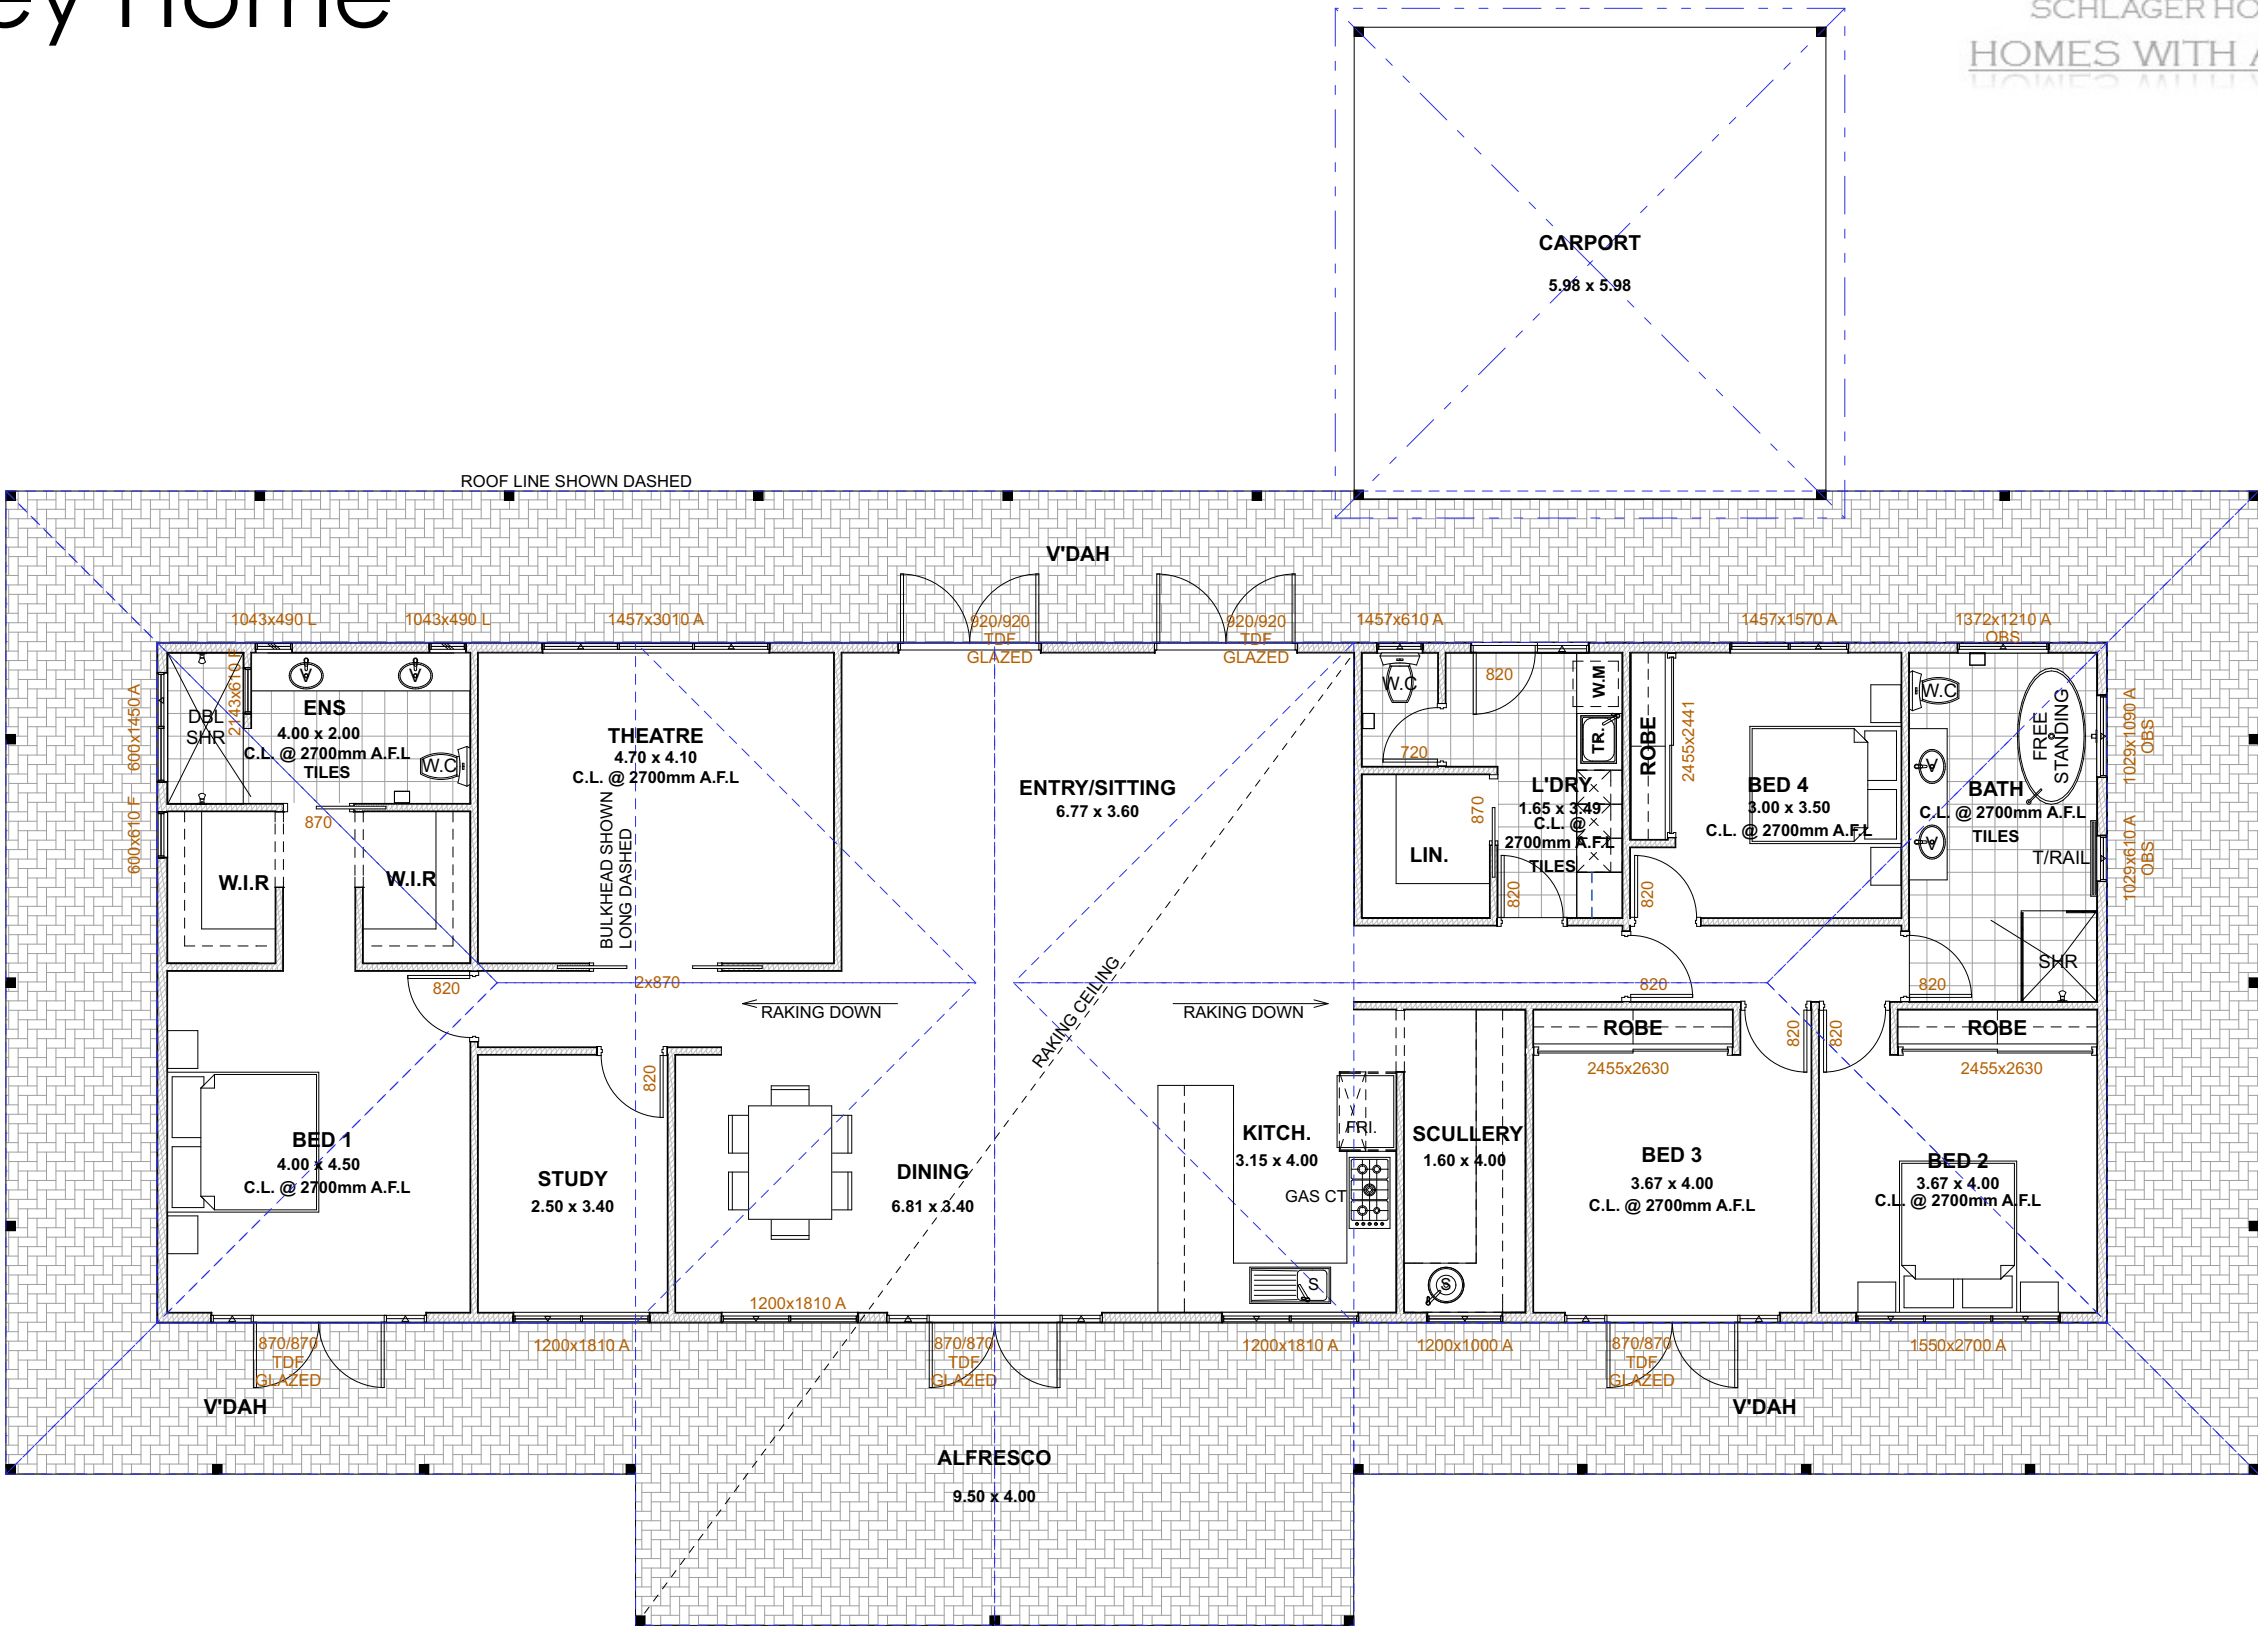 ey Home
SCHLAGER HO
HOMES WITH A
CARPORT
5.98 x 5.98
ROOF LINE SHOWN DASHED
V'DAH
1043x490 L
1043x490 L
1457x3010 A
920/920
TDF
GLAZED
920/920
TDF
GLAZED
1457x610 A
1457x1570 A
1372x1210 A
OBS
600x1450 A
600x610 F
DBL
SHR
2143x610 F
ENS
4.00 x 2.00
C.L. @ 2700mm A.F.L
TILES
W.C
870
W.I.R
W.I.R
THEATRE
4.70 x 4.10
C.L. @ 2700mm A.F.L
BULKHEAD SHOWN
LONG DASHED
2x870
ENTRY/SITTING
6.77 x 3.60
W.C
720
820
W.M
TR.
L'DRY
1.65 x 3.49
C.L. @
2700mm A.F.L
TILES
870
LIN.
820
ROBE
2455x2441
BED 4
3.00 x 3.50
C.L. @ 2700mm A.F.L
820
W.C
FREE
STANDING
BATH
C.L. @ 2700mm A.F.L
TILES
T/RAIL
SHR
1029x1090 A
OBS
1029x610 A
OBS
820
820
820
RAKING DOWN
RAKING CEILING
RAKING DOWN
ROBE
2455x2630
820
820
ROBE
2455x2630
BED 1
4.00 x 4.50
C.L. @ 2700mm A.F.L
820
STUDY
2.50 x 3.40
DINING
6.81 x 3.40
KITCH.
3.15 x 4.00
FRI.
GAS CT
S
SCULLERY
1.60 x 4.00
S
BED 3
3.67 x 4.00
C.L. @ 2700mm A.F.L
BED 2
3.67 x 4.00
C.L. @ 2700mm A.F.L
870/870
TDF
GLAZED
1200x1810 A
1200x1810 A
870/870
TDF
GLAZED
1200x1810 A
1200x1000 A
870/870
TDF
GLAZED
1550x2700 A
V'DAH
V'DAH
ALFRESCO
9.50 x 4.00